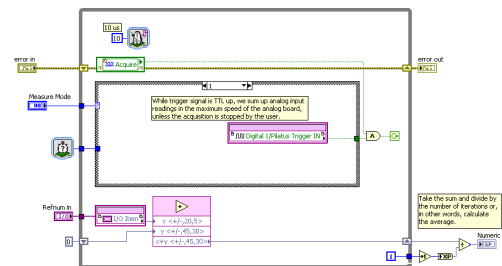 10 us
10
error in
Acquire
error out
1
Measure Mode
While trigger signal is TTL up, we sum up analog input
readings in the maximum speed of the analog board,
unless the acquisition is stopped by the user.
Digital 1/Pilatus Trigger IN
Refnum in
I/O
I/O Item
x <+/-,20,5>
y <+/-,45,30>
x+y <+/-,45,30>
0
Take the sum and divide by
the number of iterations or,
in other words, calculate
the average.
Numeric
i
+1
FXP
FXP